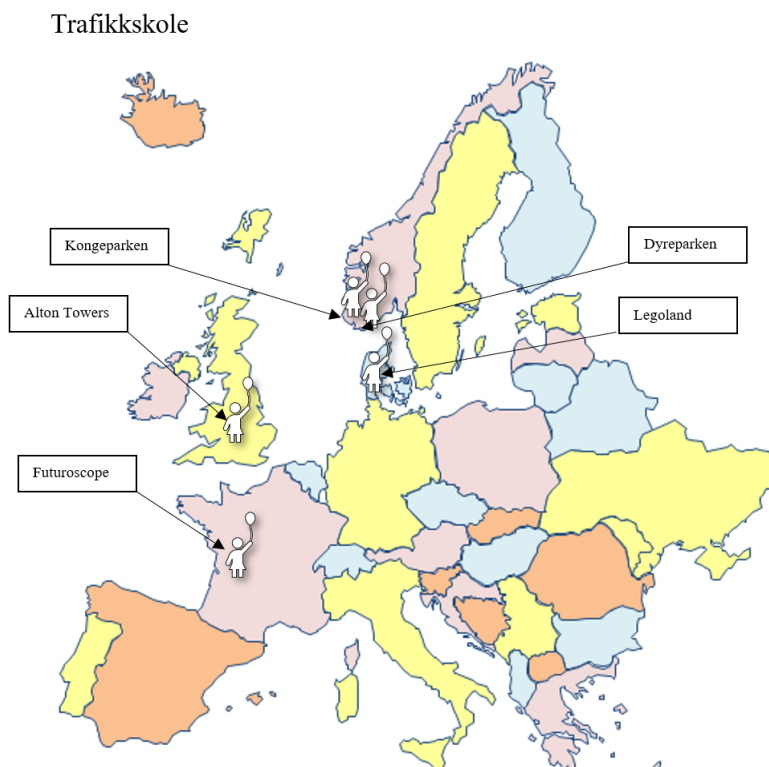 Trafikkskole
Kongeparken
Dyreparken
Alton Towers
Legoland
Futuroscope